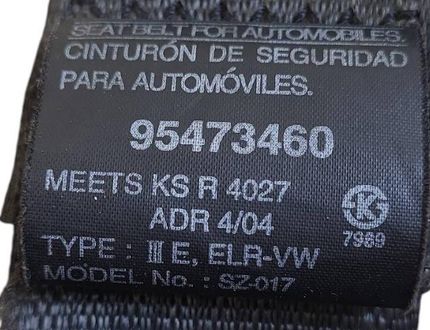 SEAT BELT FOR AUTOMOBILES.
CINTURÓN DE SEGURIDAD
PARA AUTOMÓVILES.
95473460
MEETS KS R 4027
ADR 4/04
7989
TYPE : III E, ELR-VW
MODEL No. : SZ-017